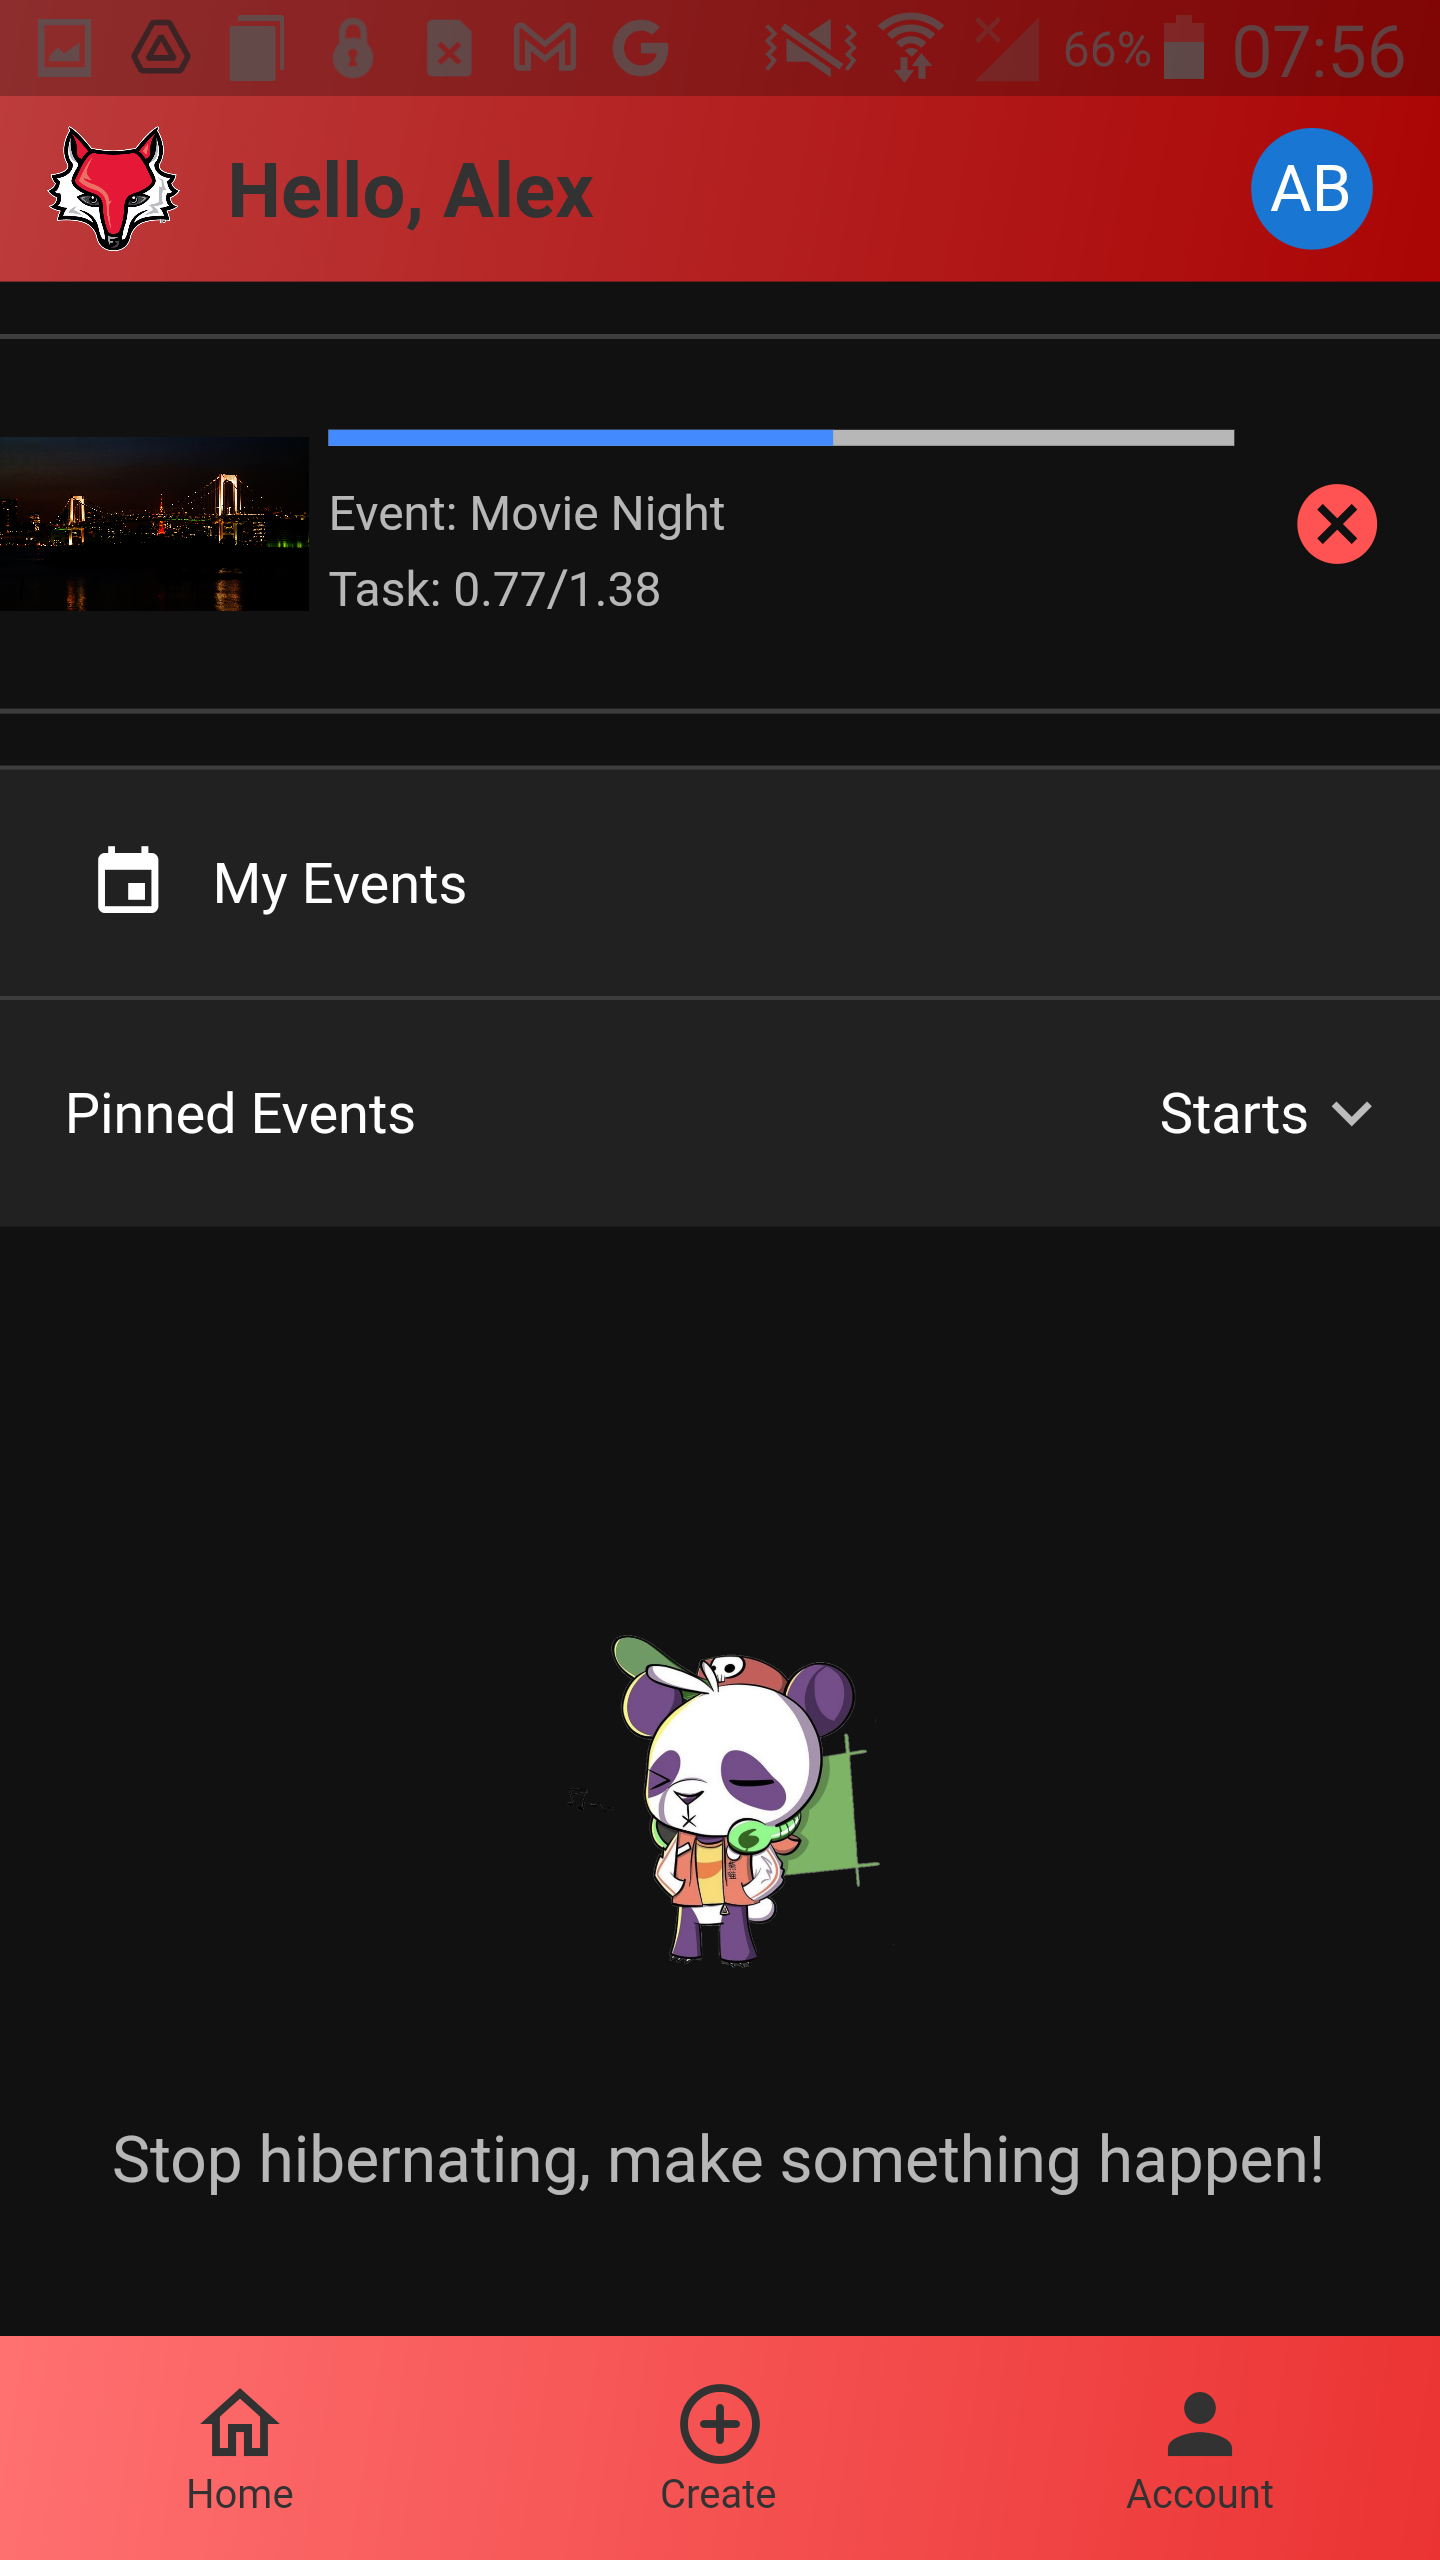 66% 07:56
Hello, Alex
AB
Event: Movie Night
Task: 0.77/1.38
My Events
Pinned Events
Starts
Stop hibernating, make something happen!
Home
Create
Account